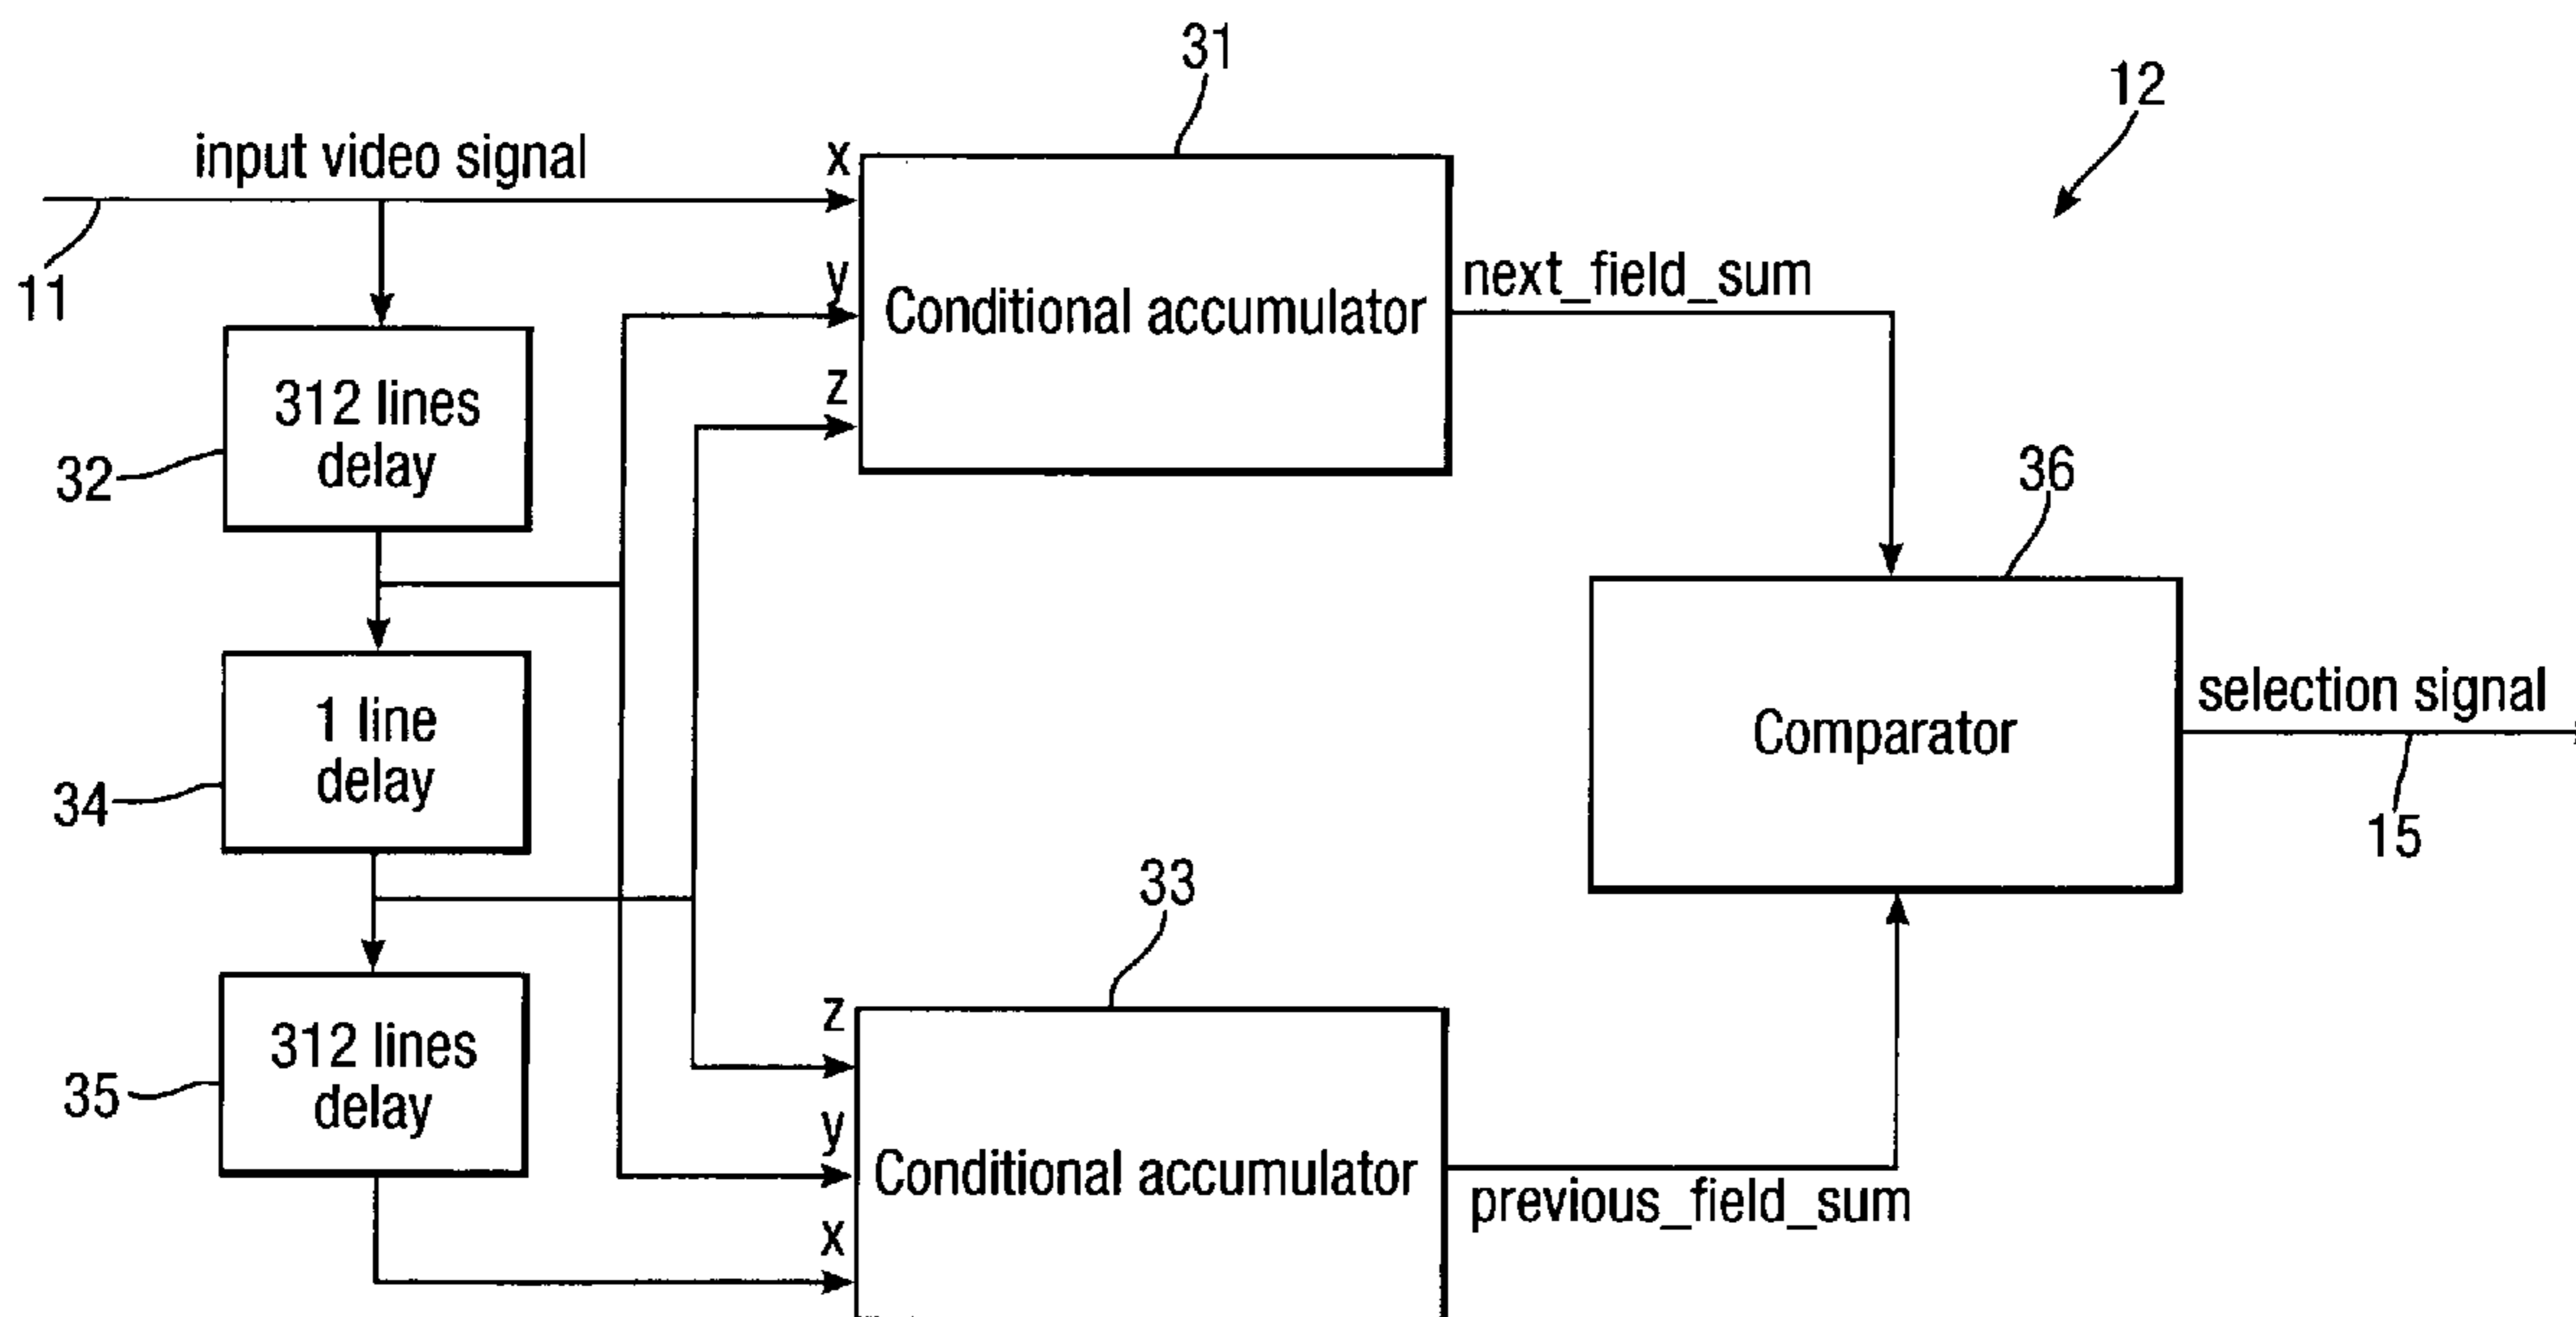 31
12
input video signal
x
11
y
Conditional accumulator
next_field_sum
z
312 lines
delay
32
36
1 line
delay
34
Comparator
selection signal
15
33
312 lines
delay
35
z
y
Conditional accumulator
x
previous_field_sum